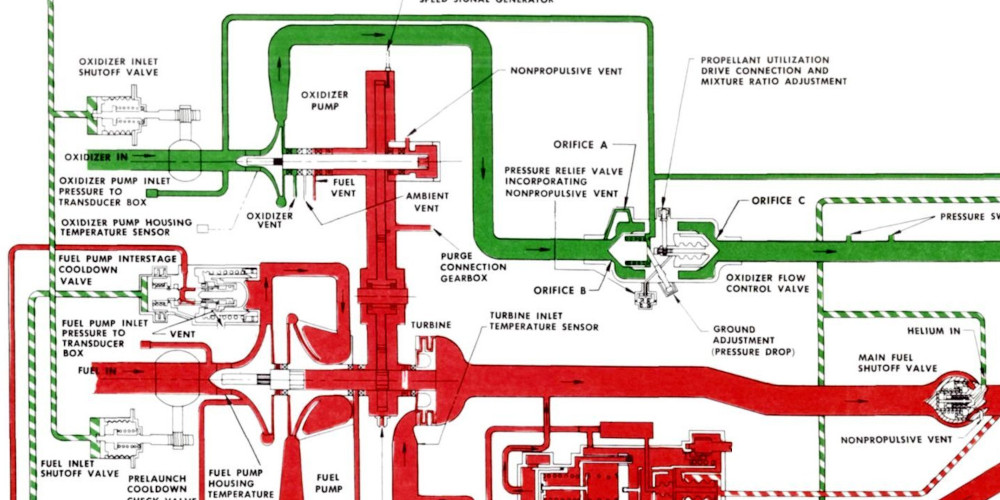 SPEED SIGNAL GENERATOR
OXIDIZER INLET
SHUTOFF VALVE
OXIDIZER
PUMP
NONPROPULSIVE VENT
PROPELLANT UTILIZATION
DRIVE CONNECTION AND
MIXTURE RATIO ADJUSTMENT
OXIDIZER IN
OXIDIZER PUMP INLET
PRESSURE TO
TRANSDUCER BOX
OXIDIZER PUMP HOUSING
TEMPERATURE SENSOR
OXIDIZER
VENT
FUEL
VENT
AMBIENT
VENT
ORIFICE A
PRESSURE RELIEF VALVE
INCORPORATING
NONPROPULSIVE VENT
ORIFICE C
PRESSURE SW
PURGE
CONNECTION
GEARBOX
ORIFICE B
OXIDIZER FLOW
CONTROL VALVE
FUEL PUMP INTERSTAGE
COOLDOWN
VALVE
FUEL PUMP INLET
PRESSURE TO
TRANSDUCER
BOX
VENT
TURBINE
TURBINE INLET
TEMPERATURE SENSOR
GROUND
ADJUSTMENT
(PRESSURE DROP)
HELIUM IN
MAIN FUEL
SHUTOFF VALVE
FUEL IN
NONPROPULSIVE VENT
FUEL INLET
SHUTOFF VALVE
PRELAUNCH
COOLDOWN
CHECK VALVE
FUEL PUMP
HOUSING
TEMPERATURE
FUEL
PUMP